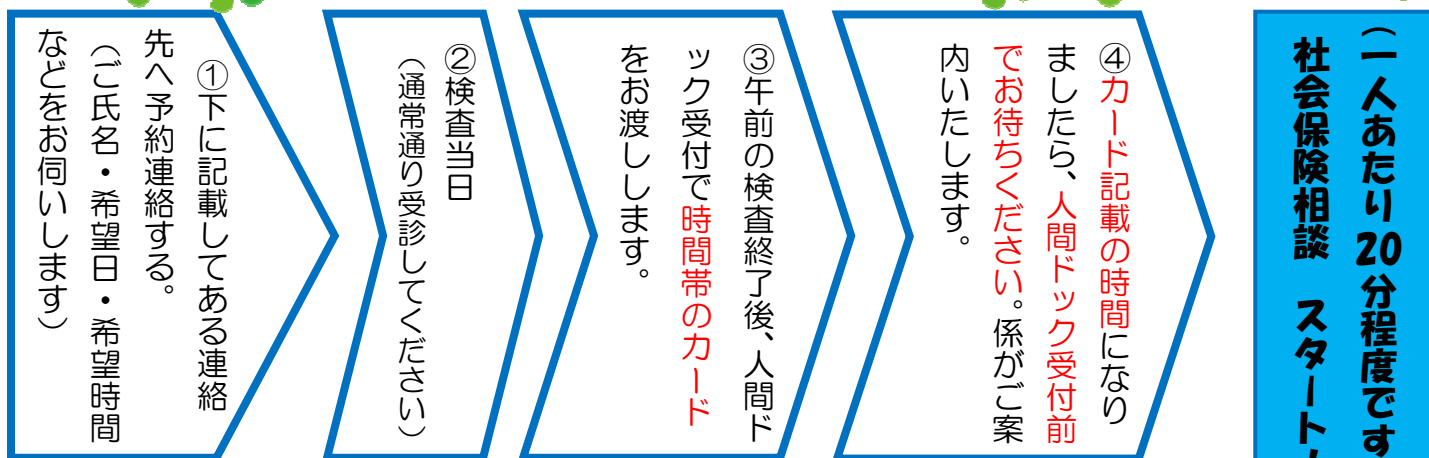 ①下に記載してある連絡
先へ予約連絡する。
(ご氏名・希望日・希望時間
などをお伺いします)
②検査当日
(通常通り受診してください)
③午前の検査終了後、人間ド
ック受付で時間帯のカード
をお渡しします。
④カード記載の時間になり
ましたら、人間ドック受付前
でお待ちください。係がご案
内いたします。
社会保険相談 スタート
(一人あたり20分程度です